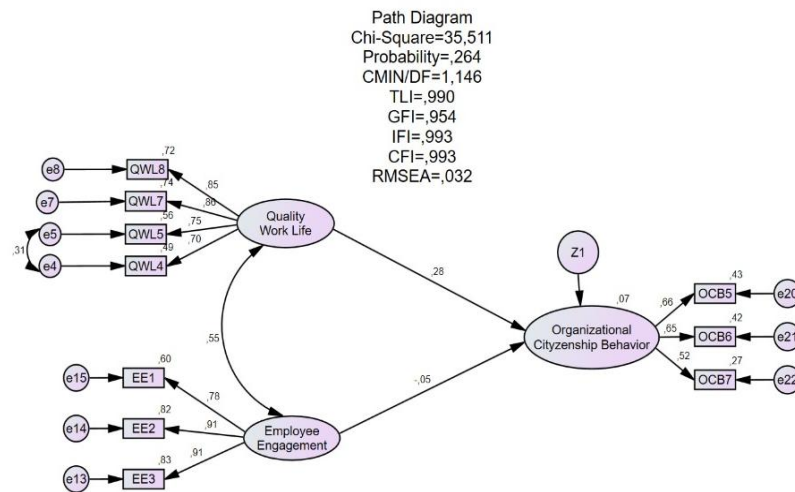 Path Diagram
Chi-Square=35,511
Probability=,264
CMIN/DF=1,146
TLI=,990
GFI=,954
IFI=,993
CFI=,993
RMSEA=,032
,72
e8
QWL8
,85
,74
e7
QWL7
,86
,56
e5
QWL5
,75
,31
,70
,49
e4
QWL4
Quality
Work Life
,28
Z1
,07
,55
Organizational
Cityzenship Behavior
,43
,66
OCB5
e20
,42
,65
OCB6
e21
,52
,27
OCB7
e22
-,05
,60
e15
EE1
,78
,82
e14
EE2
,91
Employee
Engagement
,83
,91
e13
EE3